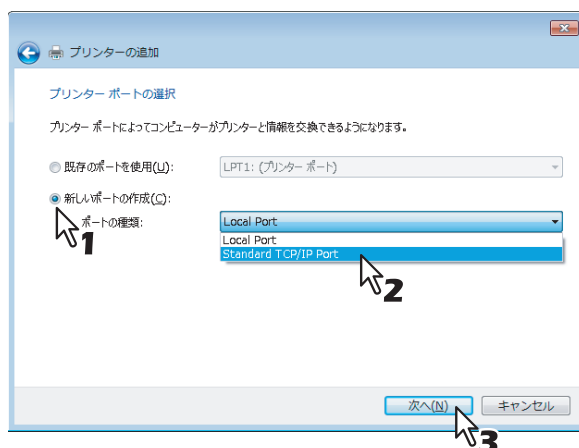 プリンターの追加
プリンター ポートの選択
プリンター ポートによってコンピューターがプリンターと情報を交換できるようになります。
既存のポートを使用(U):
LPT1: (プリンター ポート)
新しいポートの作成(C):
ポートの種類:
Local Port
Local Port
Standard TCP/IP Port
1
2
次へ(N)
キャンセル
3